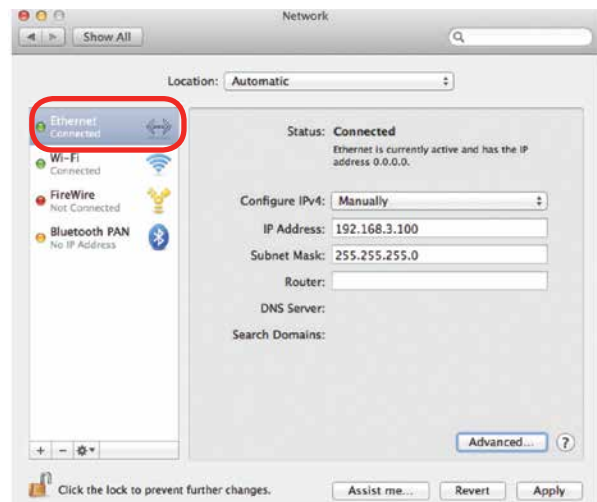 Network
Show All
Location: Automatic
Ethernet
Connected
Wi-Fi
Connected
FireWire
Not Connected
Bluetooth PAN
No IP Address
Status: Connected
Ethernet is currently active and has the IP
address 0.0.0.0.
Configure IPv4: Manually
IP Address: 192.168.3.100
Subnet Mask: 255.255.255.0
Router:
DNS Server:
Search Domains:
Advanced... ?
+ −
Click the lock to prevent further changes.
Assist me... Revert Apply